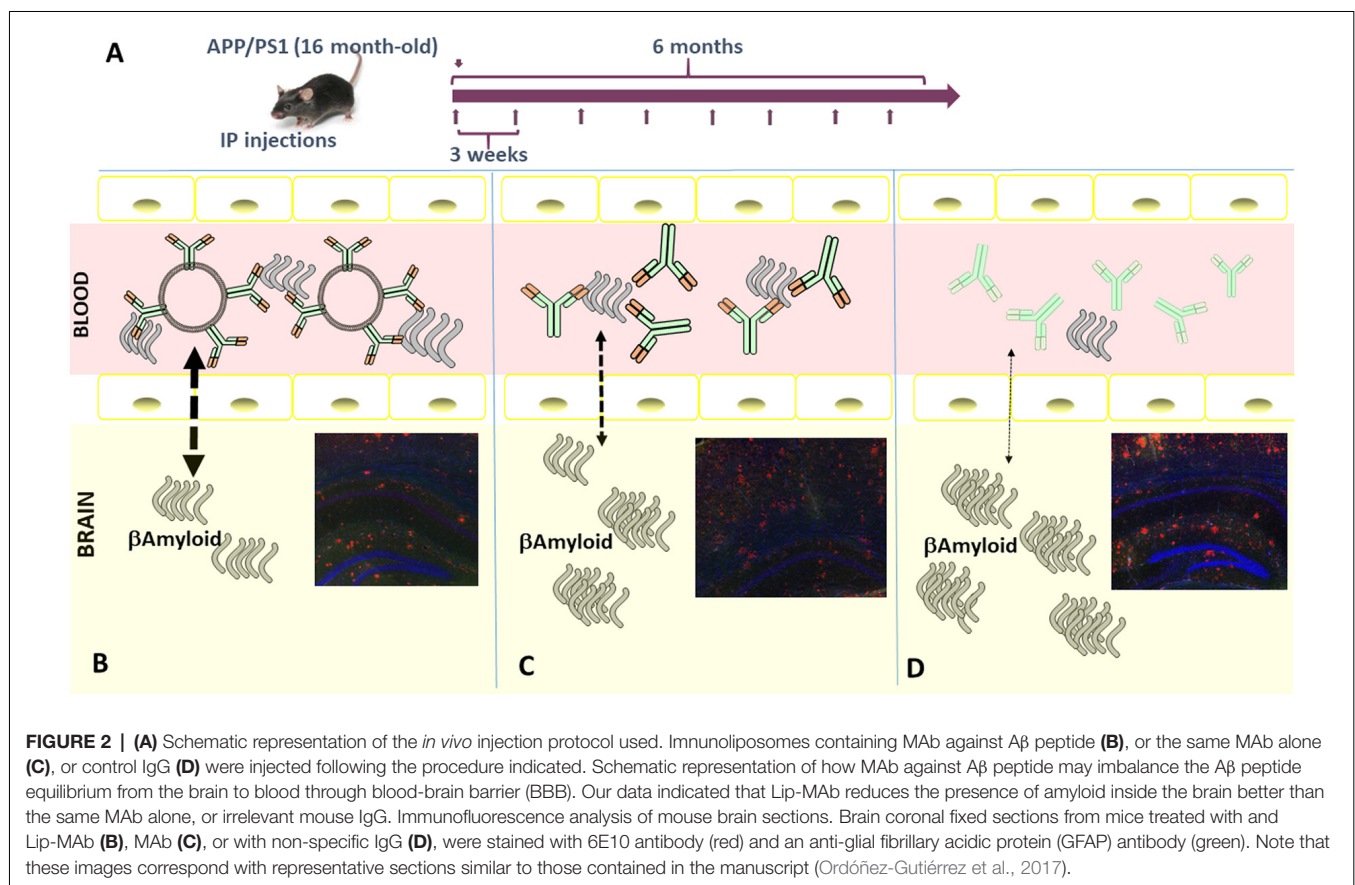 A
APP/PS1 (16 month-old)
6 months
IP injections
3 weeks
BLOOD
BRAIN
βAmyloid
βAmyloid
βAmyloid
B
C
D
FIGURE 2 | (A) Schematic representation of the in vivo injection protocol used. Imnunoliposomes containing MAb against Aβ peptide (B), or the same MAb alone
(C), or control IgG (D) were injected following the procedure indicated. Schematic representation of how MAb against Aβ peptide may imbalance the Aβ peptide
equilibrium from the brain to blood through blood-brain barrier (BBB). Our data indicated that Lip-MAb reduces the presence of amyloid inside the brain better than
the same MAb alone, or irrelevant mouse IgG. Immunofluorescence analysis of mouse brain sections. Brain coronal fixed sections from mice treated with and
Lip-MAb (B), MAb (C), or with non-specific IgG (D), were stained with 6E10 antibody (red) and an anti-glial fibrillary acidic protein (GFAP) antibody (green). Note that
these images correspond with representative sections similar to those contained in the manuscript (Ordóñez-Gutiérrez et al., 2017).